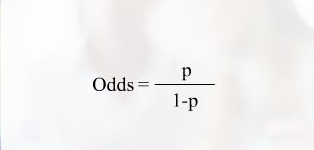 Odds = p
1-p